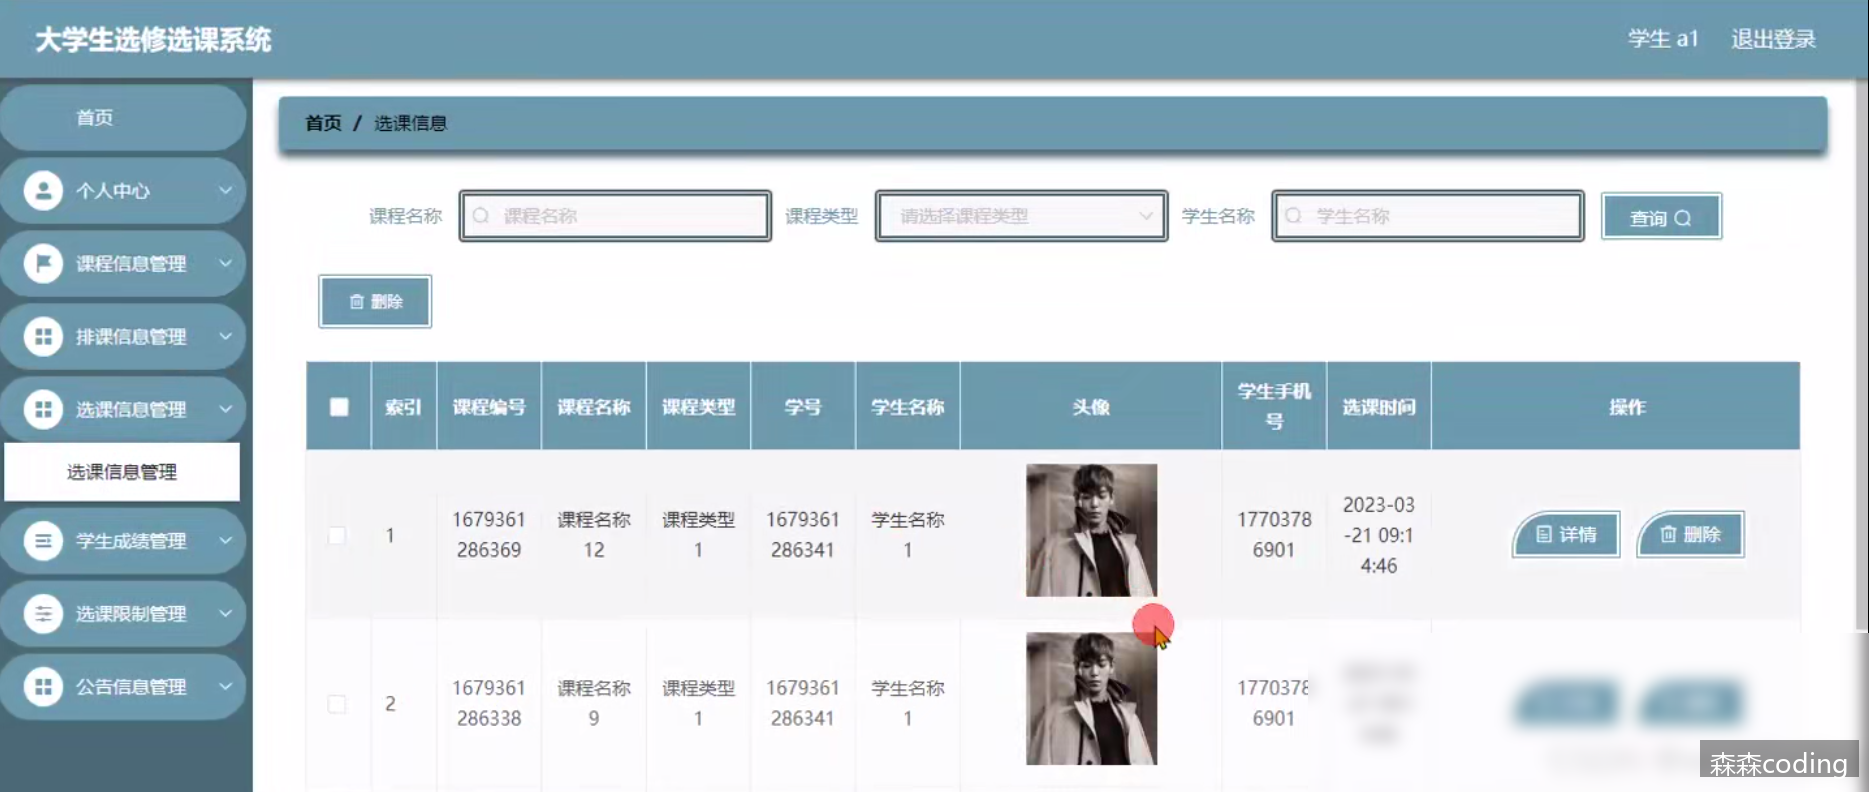 大学生选修选课系统
学生 a1
退出登录
首页
个人中心
课程信息管理
排课信息管理
选课信息管理
选课信息管理
学生成绩管理
选课限制管理
公告信息管理
首页 / 选课信息
课程名称 课程名称 课程类型 请选择课程类型 学生名称 学生名称 查询
删除
索引 课程编号 课程名称 课程类型 学号 学生名称 头像 学生手机号 选课时间 操作
1 1679361286369 课程名称12 课程类型1 1679361286341 学生名称1 17703786901 2023-03-21 09:14:46 详情 删除
2 1679361286338 课程名称9 课程类型1 1679361286341 学生名称1 17703786901
森森coding